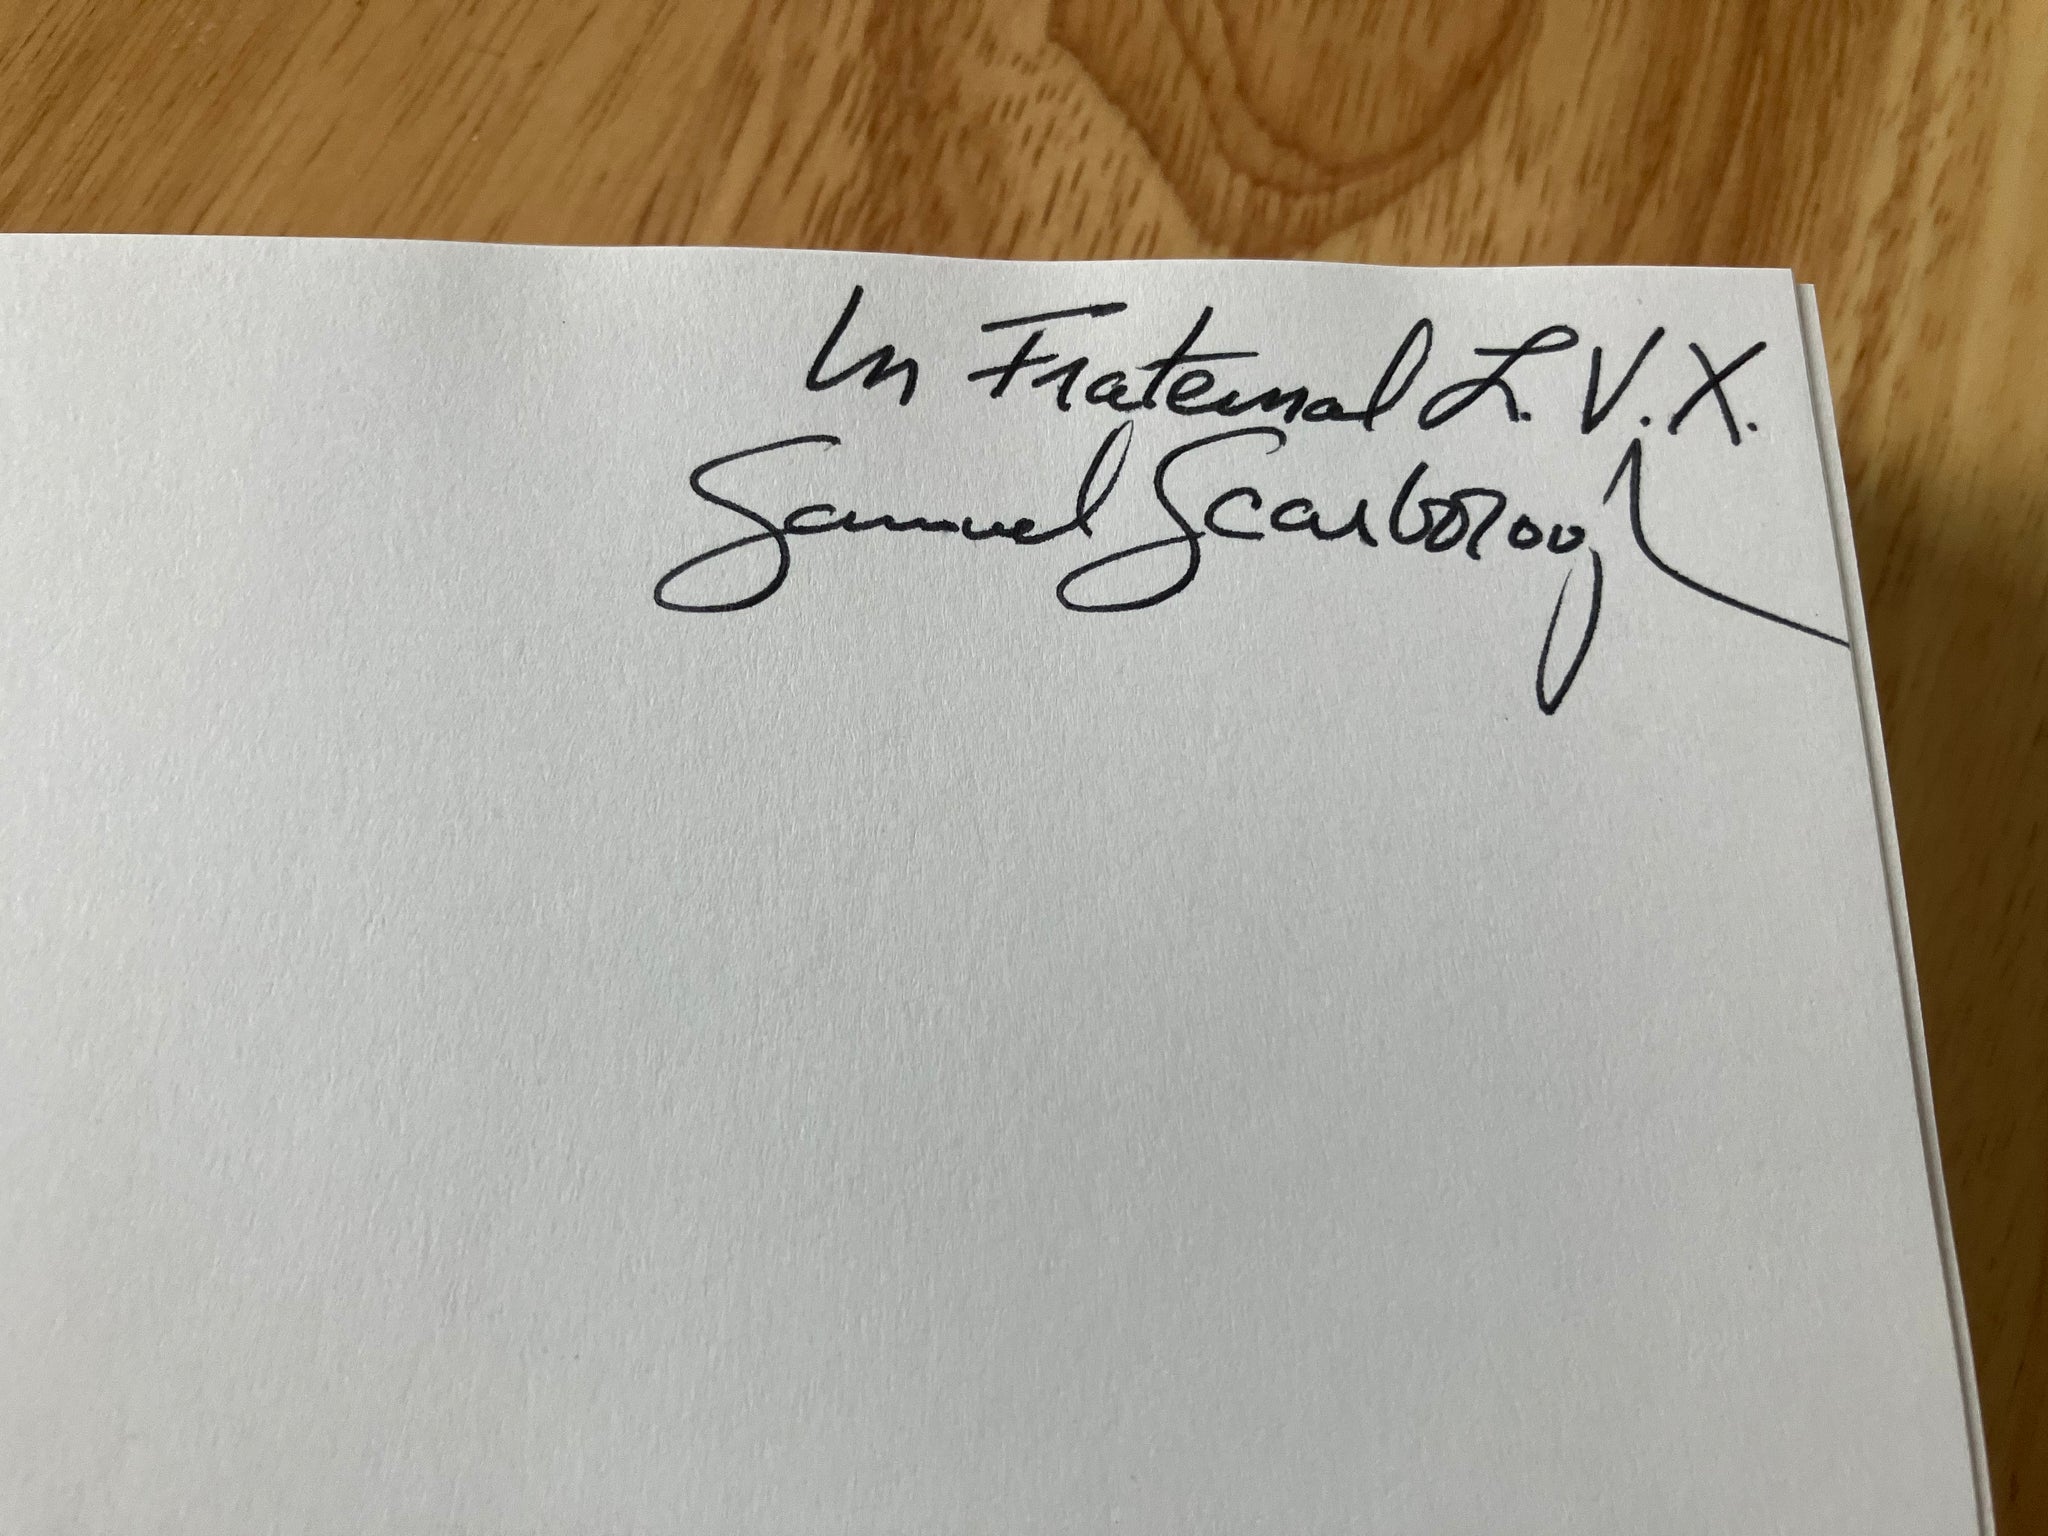 In Fraternal L.V.X.
Samuel Scarborough